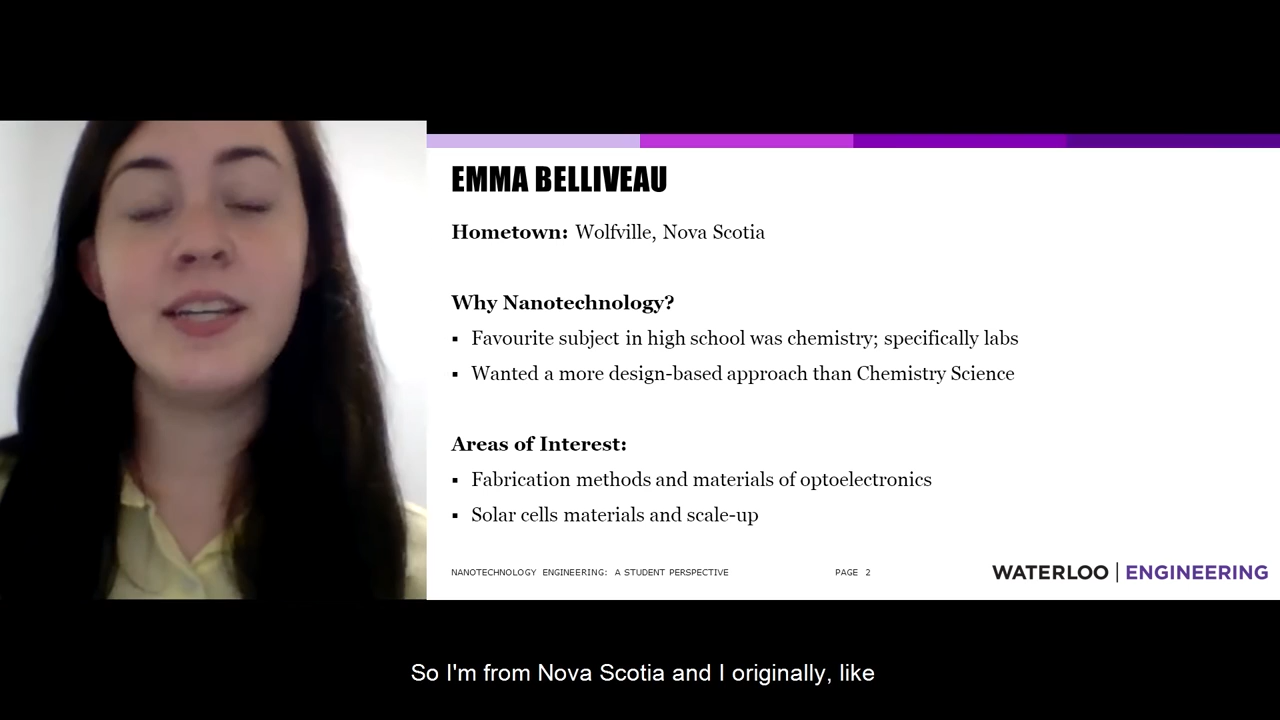 EMMA BELLIVEAU
Hometown: Wolfville, Nova Scotia
Why Nanotechnology?
▪ Favourite subject in high school was chemistry; specifically labs
▪ Wanted a more design-based approach than Chemistry Science
Areas of Interest:
▪ Fabrication methods and materials of optoelectronics
▪ Solar cells materials and scale-up
NANOTECHNOLOGY ENGINEERING: A STUDENT PERSPECTIVE PAGE 2
WATERLOO | ENGINEERING
So I'm from Nova Scotia and I originally, like